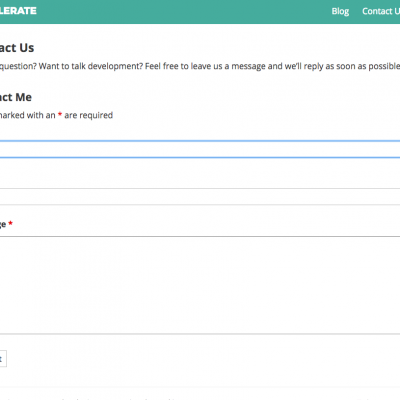 LERATE
Blog Contact U
act Us
question? Want to talk development? Feel free to leave us a message and we'll reply as soon as possible
act Me
marked with an * are required
ge *
t